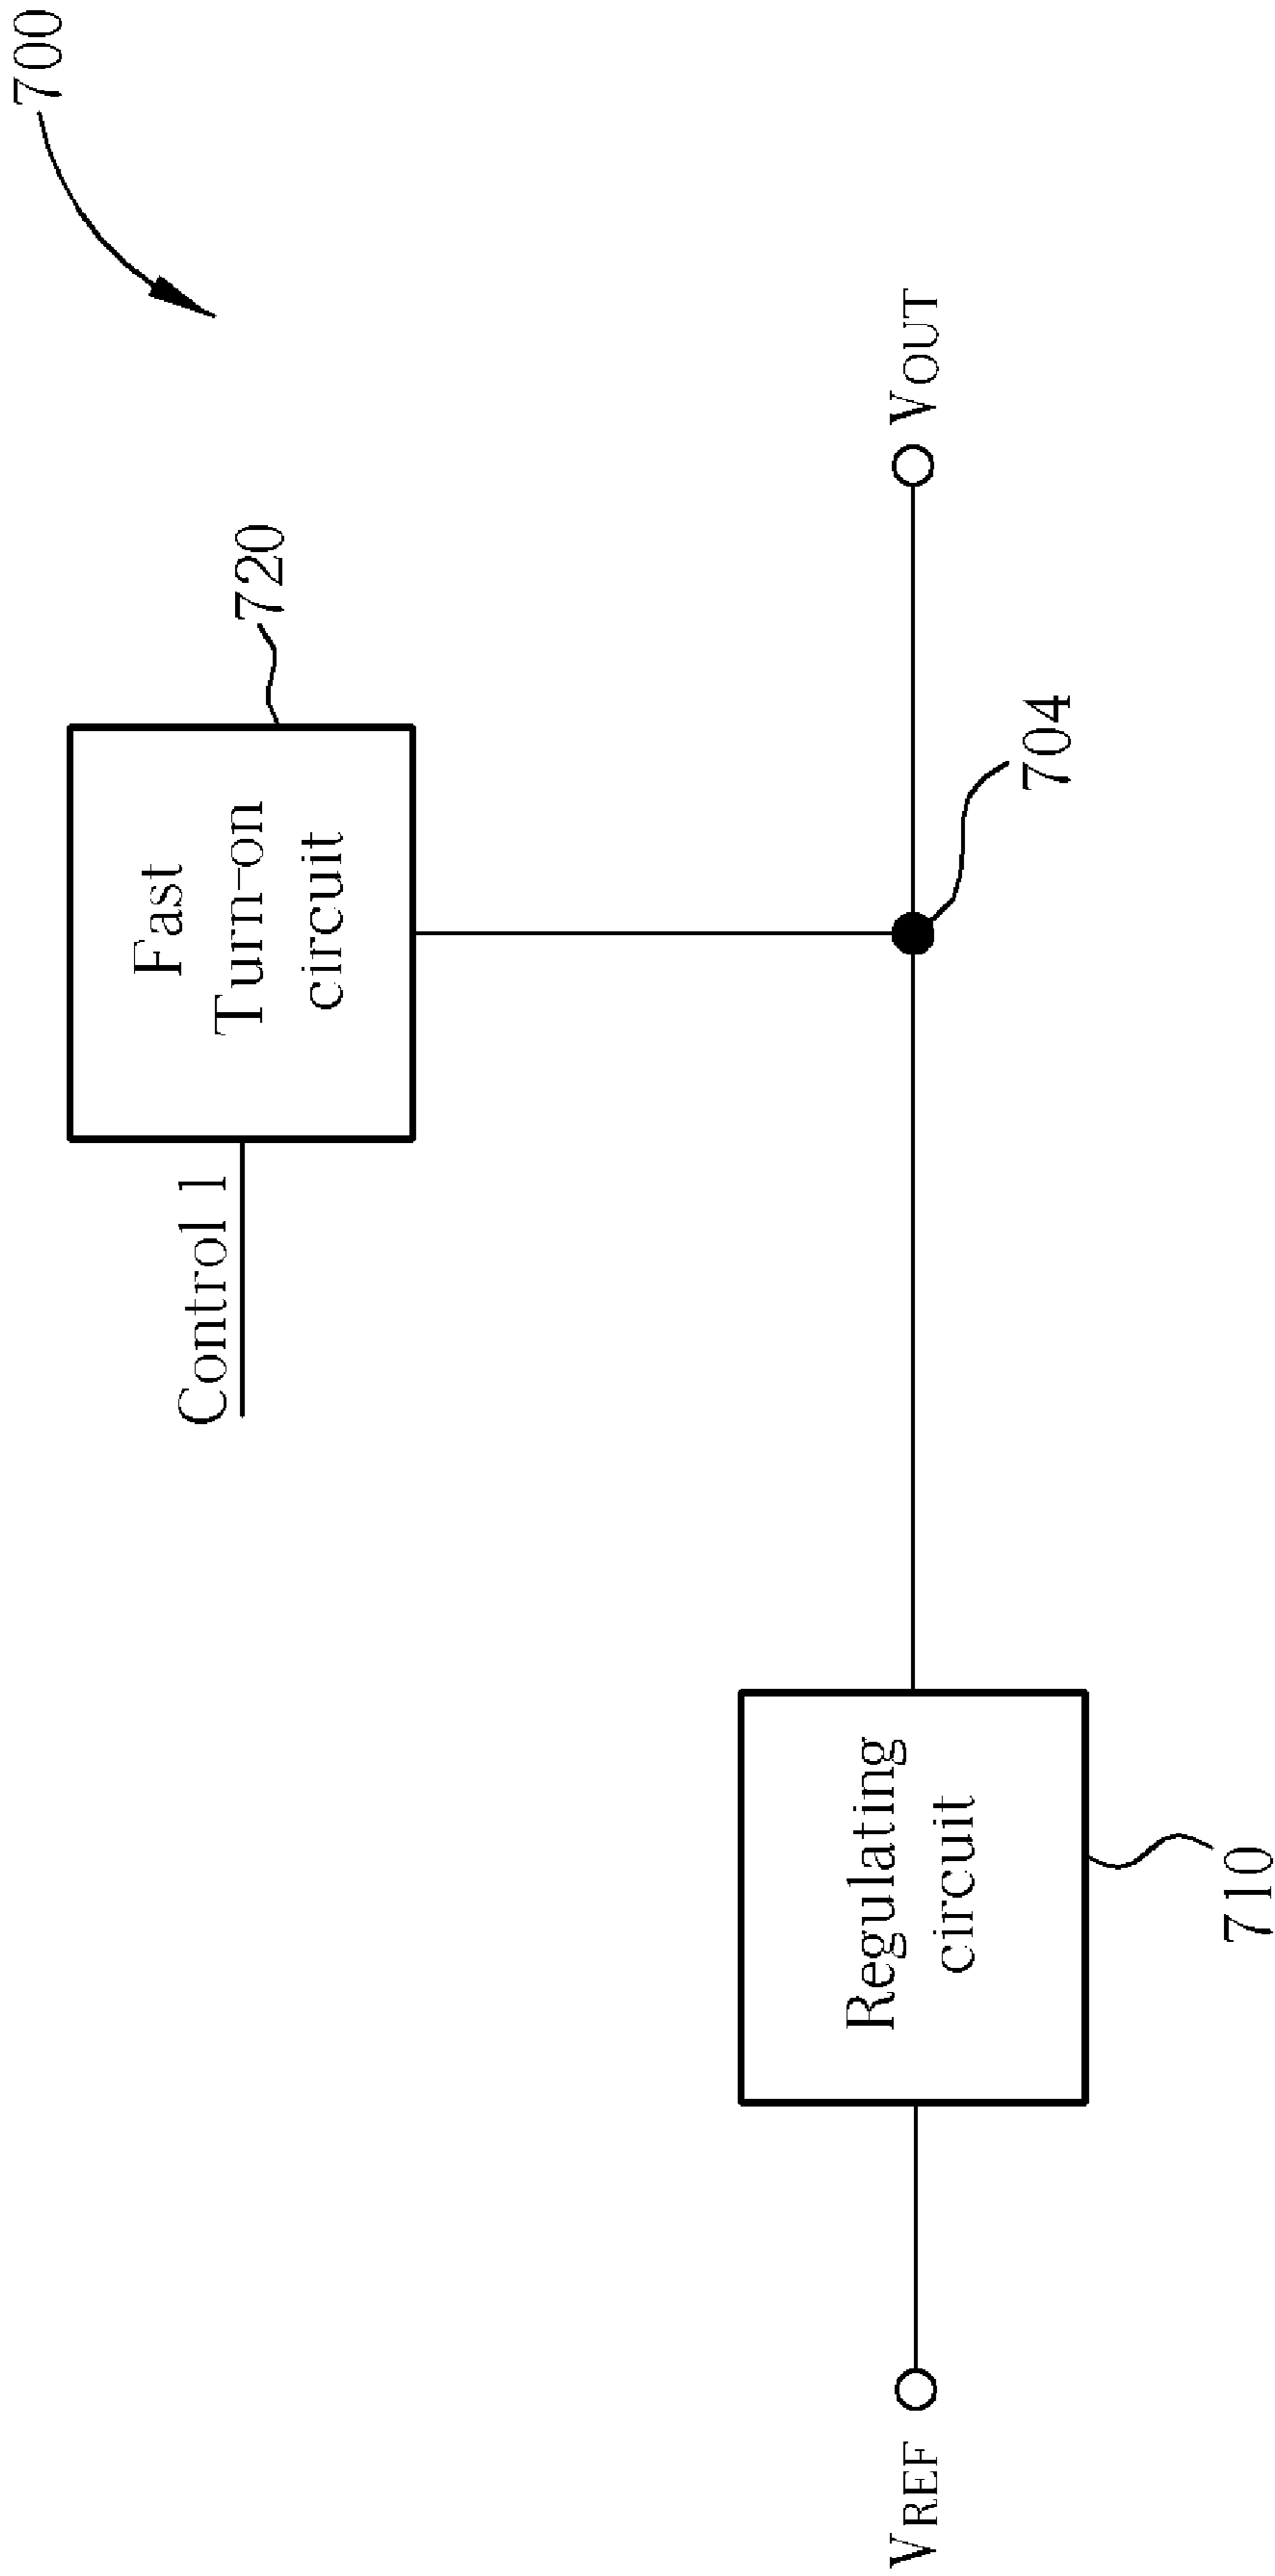 700
Fast
Turn-on
circuit
720
Control 1
VREF
Regulating
circuit
710
704
VOUT